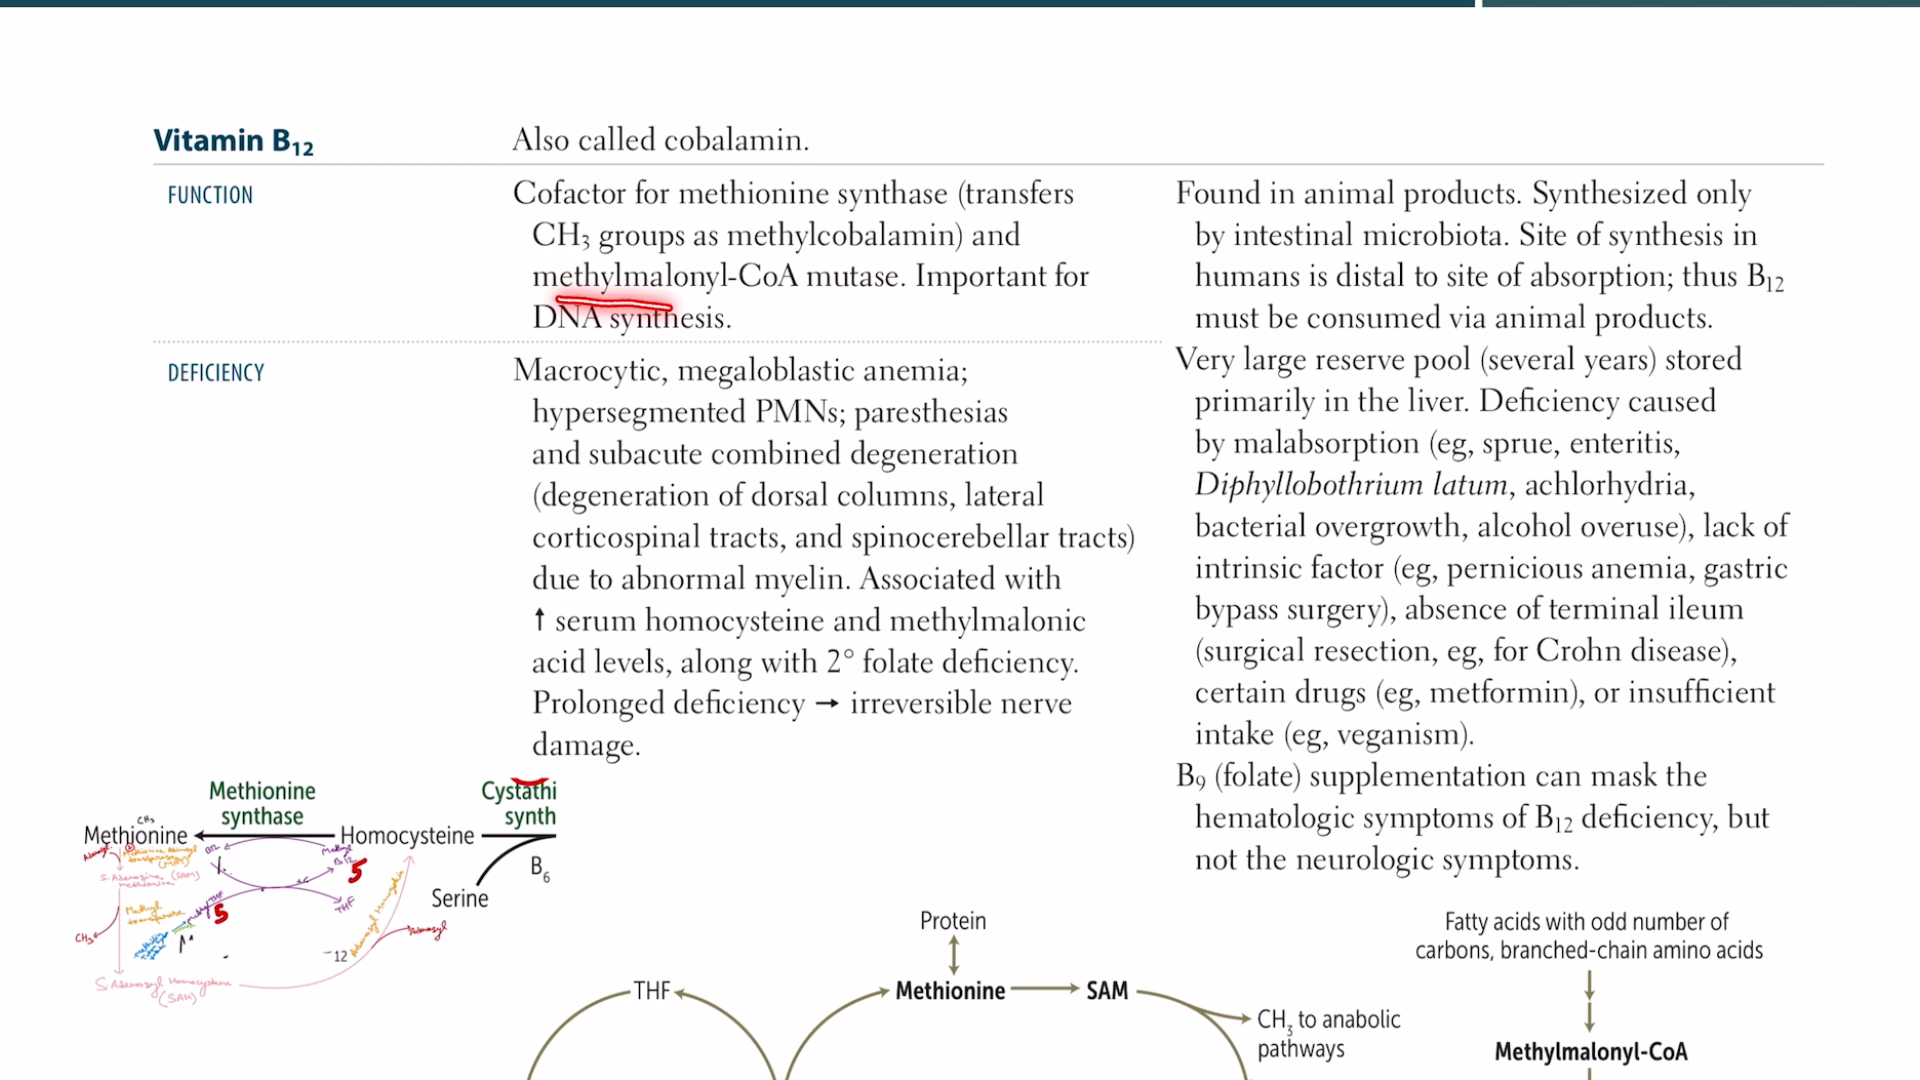 Vitamin B12
Also called cobalamin.
FUNCTION
Cofactor for methionine synthase (transfers
CH3 groups as methylcobalamin) and
methylmalonyl-CoA mutase. Important for
DNA synthesis.
DEFICIENCY
Macrocytic, megaloblastic anemia;
hypersegmented PMNs; paresthesias
and subacute combined degeneration
(degeneration of dorsal columns, lateral
corticospinal tracts, and spinocerebellar tracts)
due to abnormal myelin. Associated with
↑ serum homocysteine and methylmalonic
acid levels, along with 2° folate deficiency.
Prolonged deficiency → irreversible nerve
damage.
Found in animal products. Synthesized only
by intestinal microbiota. Site of synthesis in
humans is distal to site of absorption; thus B12
must be consumed via animal products.
Very large reserve pool (several years) stored
primarily in the liver. Deficiency caused
by malabsorption (eg, sprue, enteritis,
Diphyllobothrium latum, achlorhydria,
bacterial overgrowth, alcohol overuse), lack of
intrinsic factor (eg, pernicious anemia, gastric
bypass surgery), absence of terminal ileum
(surgical resection, eg, for Crohn disease),
certain drugs (eg, metformin), or insufficient
intake (eg, veganism).
B9 (folate) supplementation can mask the
hematologic symptoms of B12 deficiency, but
not the neurologic symptoms.
Methionine
synthase
Cystathi
synth
CH3
Methionine
Homocysteine
B12
B12
5
B6
Serine
(SAM)
THF
5
CH3
12
S Adenosyl Homocysteine
(SAH)
Protein
THF
Methionine
SAM
CH3 to anabolic
pathways
Fatty acids with odd number of
carbons, branched-chain amino acids
Methylmalonyl-CoA